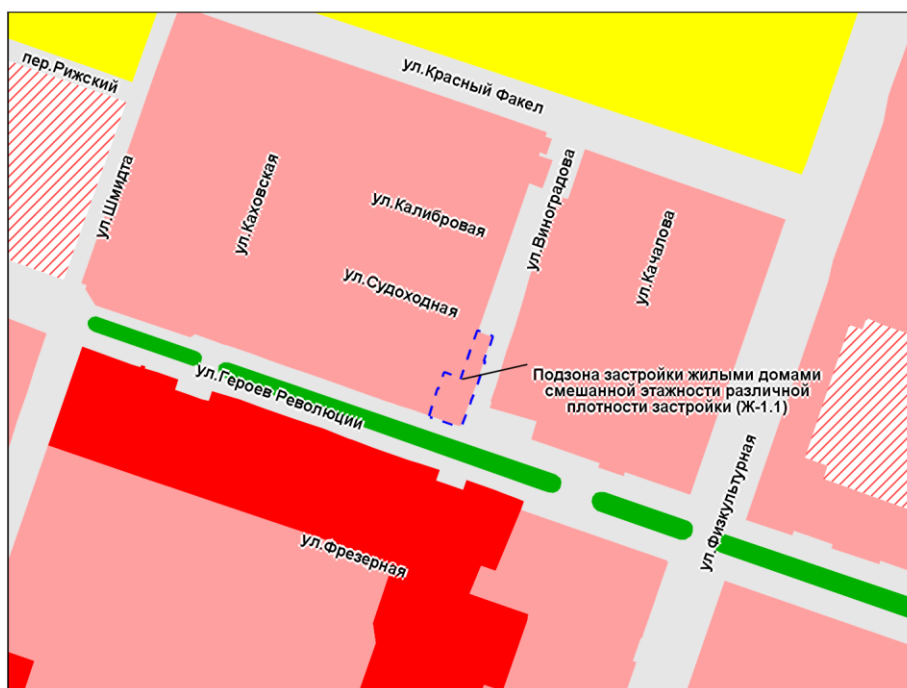 пер.Рижский
ул.Красный Факел
ул.Шмидта
ул.Каховская
ул.Калибровая
ул.Виноградова
ул.Качалова
ул.Судоходная
Подзона застройки жилыми домами
смешанной этажности различной
плотности застройки (Ж-1.1)
ул.Героев Революции
ул.Физкультурная
ул.Фрезерная